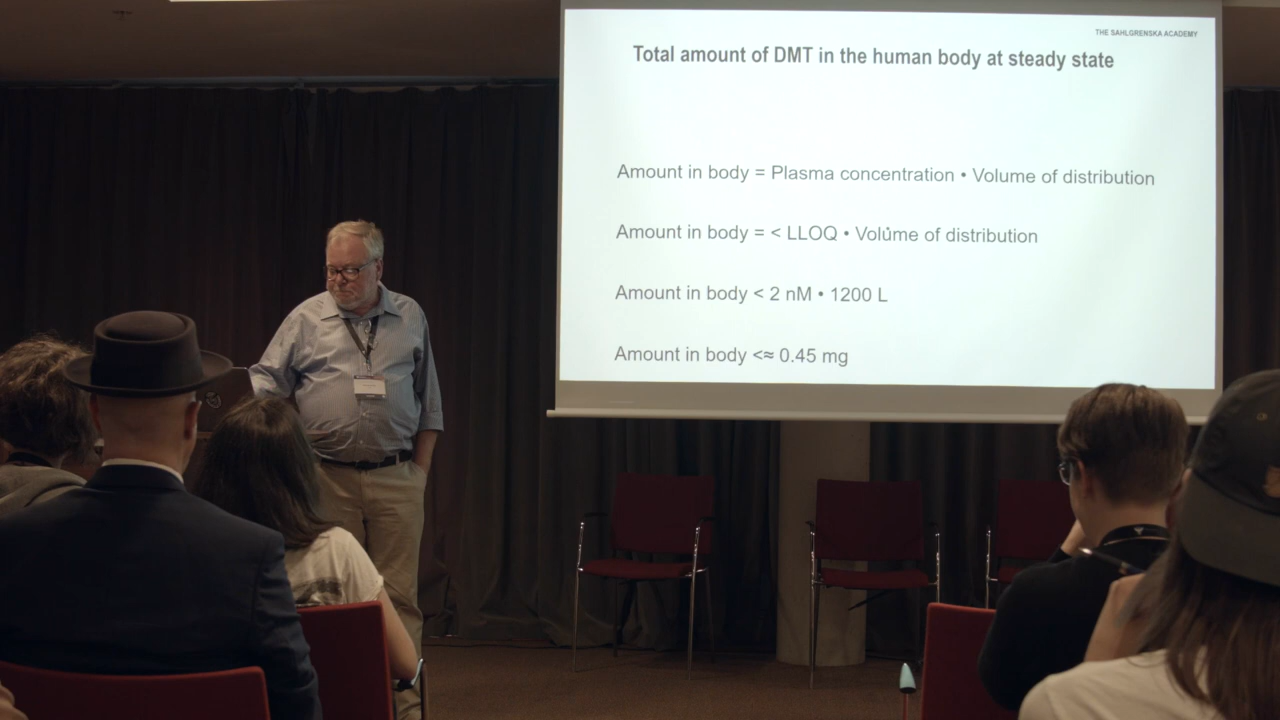 THE SAHLGRENSKA ACADEMY
Total amount of DMT in the human body at steady state
Amount in body = Plasma concentration • Volume of distribution
Amount in body = < LLOQ • Volume of distribution
Amount in body < 2 nM • 1200 L
Amount in body <≈ 0.45 mg